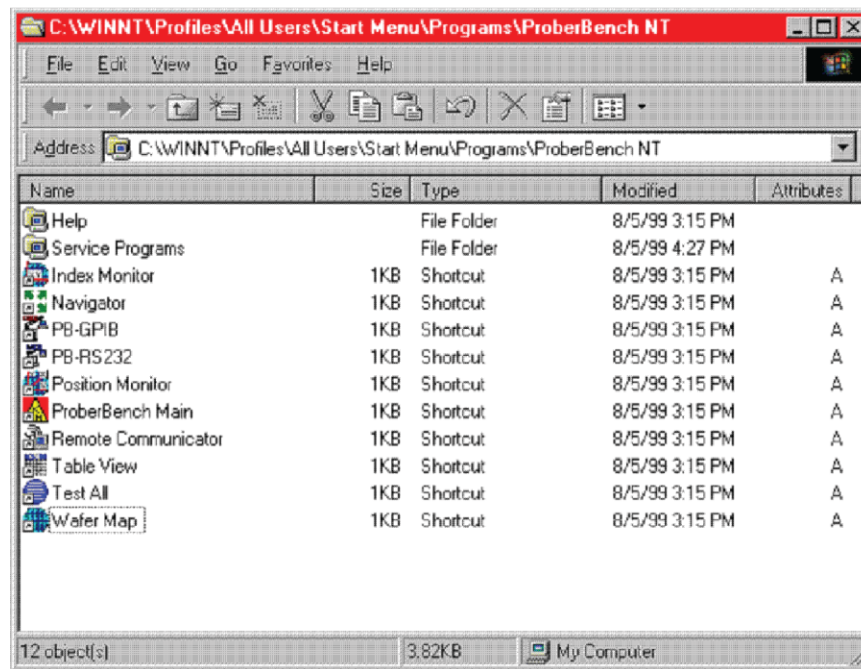 C:\WINNT\Profiles\All Users\Start Menu\Programs\ProberBench NT
File Edit View Go Favorites Help
Address C:\WINNT\Profiles\All Users\Start Menu\Programs\ProberBench NT
Name Size Type Modified Attributes
Help File Folder 8/5/99 3:15 PM
Service Programs File Folder 8/5/99 4:27 PM
Index Monitor 1KB Shortcut 8/5/99 3:15 PM A
Navigator 1KB Shortcut 8/5/99 3:15 PM A
PB-GPIB 1KB Shortcut 8/5/99 3:15 PM A
PB-RS232 1KB Shortcut 8/5/99 3:15 PM A
Position Monitor 1KB Shortcut 8/5/99 3:15 PM A
ProberBench Main 1KB Shortcut 8/5/99 3:15 PM A
Remote Communicator 1KB Shortcut 8/5/99 3:15 PM A
Table View 1KB Shortcut 8/5/99 3:15 PM A
Test All 1KB Shortcut 8/5/99 3:15 PM A
Wafer Map 1KB Shortcut 8/5/99 3:15 PM A
12 object(s) 3.82KB My Computer